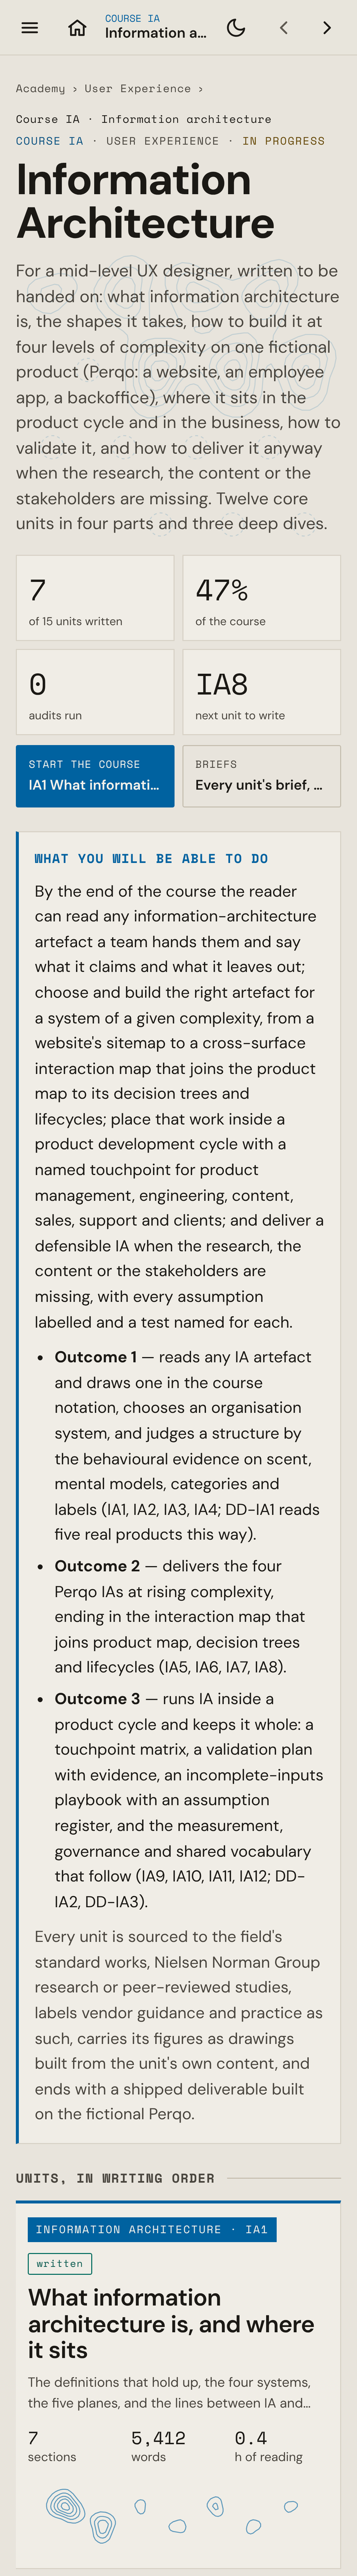 COURSE IA
Information a…
Academy › User Experience ›
Course IA · Information architecture
COURSE IA · USER EXPERIENCE · IN PROGRESS
Information
Architecture
For a mid-level UX designer, written to be
handed on: what information architecture
is, the shapes it takes, how to build it at
four levels of complexity on one fictional
product (Perqo: a website, an employee
app, a backoffice), where it sits in the
product cycle and in the business, how to
validate it, and how to deliver it anyway
when the research, the content or the
stakeholders are missing. Twelve core
units in four parts and three deep dives.
7
of 15 units written
47%
of the course
0
audits run
IA8
next unit to write
START THE COURSE
IA1 What informati…
BRIEFS
Every unit's brief, …
WHAT YOU WILL BE ABLE TO DO
By the end of the course the reader
can read any information-architecture
artefact a team hands them and say
what it claims and what it leaves out;
choose and build the right artefact for
a system of a given complexity, from a
website's sitemap to a cross-surface
interaction map that joins the product
map to its decision trees and
lifecycles; place that work inside a
product development cycle with a
named touchpoint for product
management, engineering, content,
sales, support and clients; and deliver a
defensible IA when the research, the
content or the stakeholders are
missing, with every assumption
labelled and a test named for each.
• Outcome 1 — reads any IA artefact
and draws one in the course
notation, chooses an organisation
system, and judges a structure by
the behavioural evidence on scent,
mental models, categories and
labels (IA1, IA2, IA3, IA4; DD-IA1 reads
five real products this way).
• Outcome 2 — delivers the four
Perqo IAs at rising complexity,
ending in the interaction map that
joins product map, decision trees
and lifecycles (IA5, IA6, IA7, IA8).
• Outcome 3 — runs IA inside a
product cycle and keeps it whole: a
touchpoint matrix, a validation plan
with evidence, an incomplete-inputs
playbook with an assumption
register, and the measurement,
governance and shared vocabulary
that follow (IA9, IA10, IA11, IA12; DD-
IA2, DD-IA3).
Every unit is sourced to the field's
standard works, Nielsen Norman Group
research or peer-reviewed studies,
labels vendor guidance and practice as
such, carries its figures as drawings
built from the unit's own content, and
ends with a shipped deliverable built
on the fictional Perqo.
UNITS, IN WRITING ORDER
INFORMATION ARCHITECTURE · IA1
written
What information
architecture is, and where
it sits
The definitions that hold up, the four systems,
the five planes, and the lines between IA and…
7
sections
5,412
words
0.4
h of reading